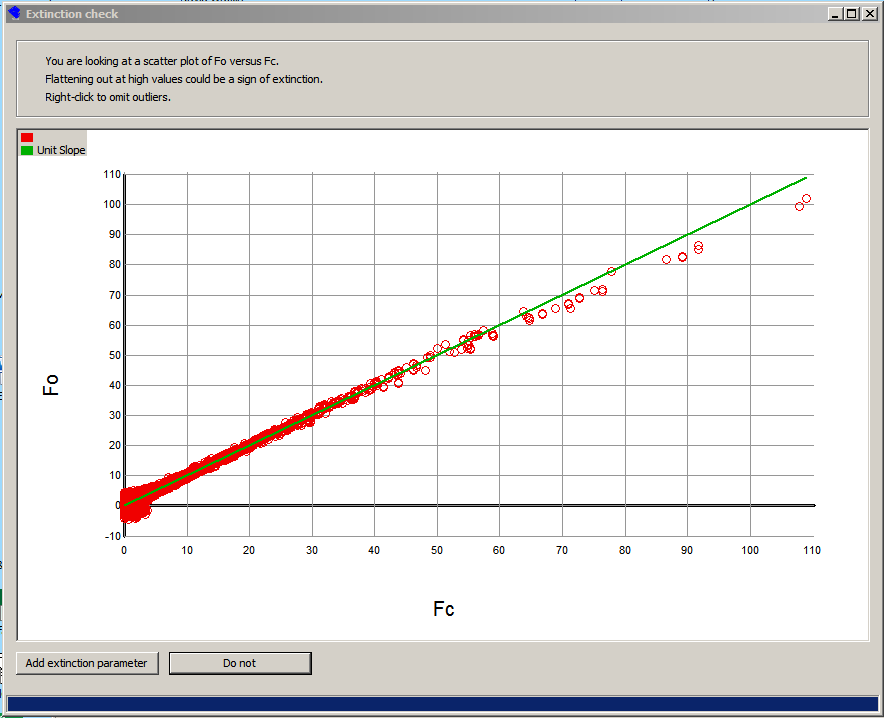 Extinction check
You are looking at a scatter plot of Fo versus Fc.
Flattening out at high values could be a sign of extinction.
Right-click to omit outliers.
Unit Slope
110
100
90
80
70
60
50
40
30
20
10
0
-10
Fo
0 10 20 30 40 50 60 70 80 90 100 110
Fc
Add extinction parameter Do not